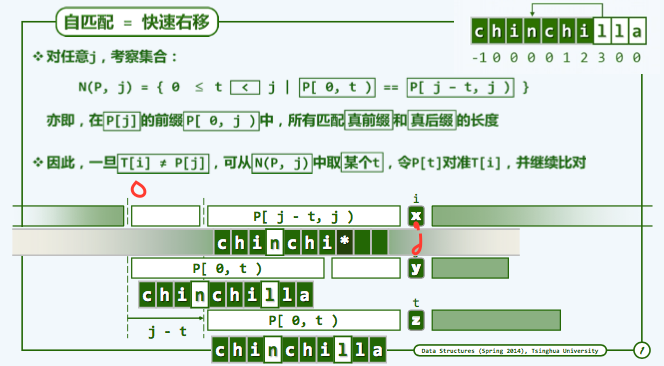 自匹配 = 快速右移
chinchilla
-1 0 0 0 0 1 2 3 0 0
❖ 对任意j，考察集合：
N(P, j) = { 0 ≤ t < j | P[ 0, t ) == P[ j - t, j ) }
亦即，在P[j]的前缀P[ 0, j )中，所有匹配真前缀和真后缀的长度
❖ 因此，一旦T[i] ≠ P[j]，可从N(P, j)中取某个t，令P[t]对准T[i]，并继续比对
i
P[ j - t, j ) x
chinchi*
j
P[ 0, t ) y
chinchilla
t
j - t P[ 0, t ) z
chinchilla
Data Structures (Spring 2014), Tsinghua University